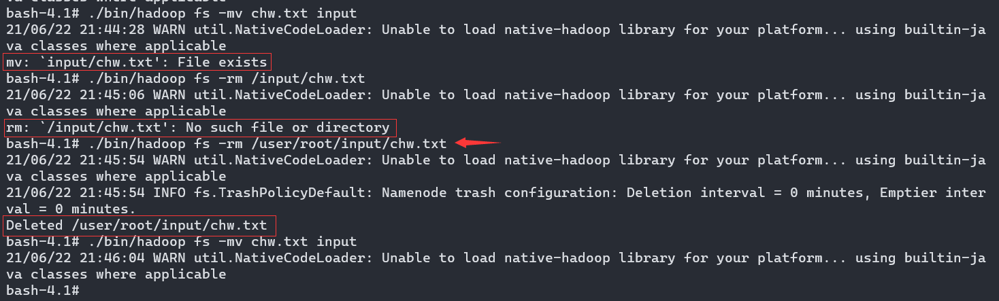 va classes where applicable
bash-4.1# ./bin/hadoop fs -mv chw.txt input
21/06/22 21:44:28 WARN util.NativeCodeLoader: Unable to load native-hadoop library for your platform... using builtin-ja
va classes where applicable
mv: `input/chw.txt': File exists
bash-4.1# ./bin/hadoop fs -rm /input/chw.txt
21/06/22 21:45:06 WARN util.NativeCodeLoader: Unable to load native-hadoop library for your platform... using builtin-ja
va classes where applicable
rm: `/input/chw.txt': No such file or directory
bash-4.1# ./bin/hadoop fs -rm /user/root/input/chw.txt
21/06/22 21:45:54 WARN util.NativeCodeLoader: Unable to load native-hadoop library for your platform... using builtin-ja
va classes where applicable
21/06/22 21:45:54 INFO fs.TrashPolicyDefault: Namenode trash configuration: Deletion interval = 0 minutes, Emptier inter
val = 0 minutes.
Deleted /user/root/input/chw.txt
bash-4.1# ./bin/hadoop fs -mv chw.txt input
21/06/22 21:46:04 WARN util.NativeCodeLoader: Unable to load native-hadoop library for your platform... using builtin-ja
va classes where applicable
bash-4.1#